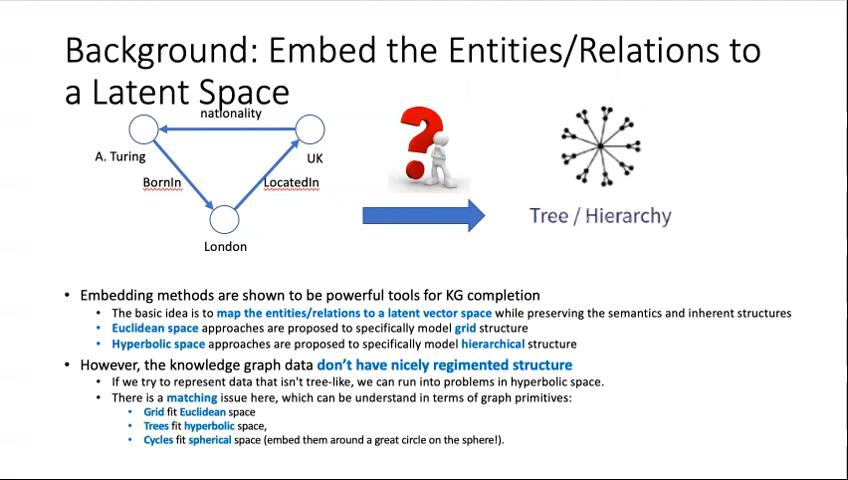 Background: Embed the Entities/Relations to
a Latent Space
nationality
A. Turing
UK
BornIn
LocatedIn
London
Tree / Hierarchy
• Embedding methods are shown to be powerful tools for KG completion
• The basic idea is to map the entities/relations to a latent vector space while preserving the semantics and inherent structures
• Euclidean space approaches are proposed to specifically model grid structure
• Hyperbolic space approaches are proposed to specifically model hierarchical structure
• However, the knowledge graph data don't have nicely regimented structure
• If we try to represent data that isn't tree-like, we can run into problems in hyperbolic space.
• There is a matching issue here, which can be understand in terms of graph primitives:
• Grid fit Euclidean space
• Trees fit hyperbolic space,
• Cycles fit spherical space (embed them around a great circle on the sphere!).